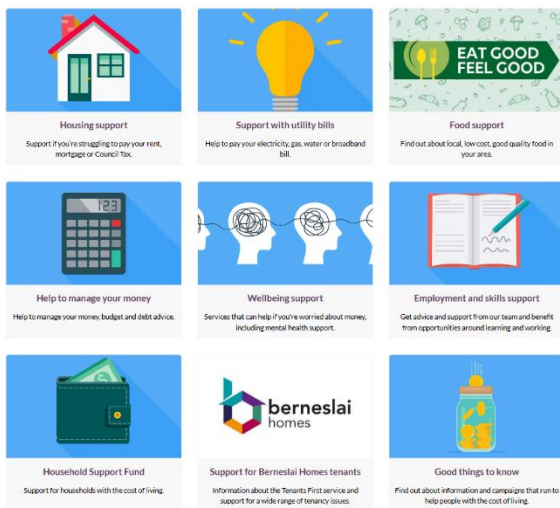 EAT GOOD
FEEL GOOD
Housing support
Support if you're struggling to pay your rent,
mortgage or Council Tax.
Support with utility bills
Help to pay your electricity, gas, water or broadband
bill.
Food support
Find out about local, low cost, good quality food in
your area.
123
Help to manage your money
Help to manage your money, budget and debt advice.
Wellbeing support
Services that can help if you're worried about money,
including mental health support.
Employment and skills support
Get advice and support from our team and benefit
from opportunities around learning and working.
Household Support Fund
Support for households with the cost of living.
berneslai
homes
Support for Berneslai Homes tenants
Information about the Tenants First service and
support for a wide range of tenancy issues.
Good things to know
Find out about information and campaigns that run to
help people with the cost of living.